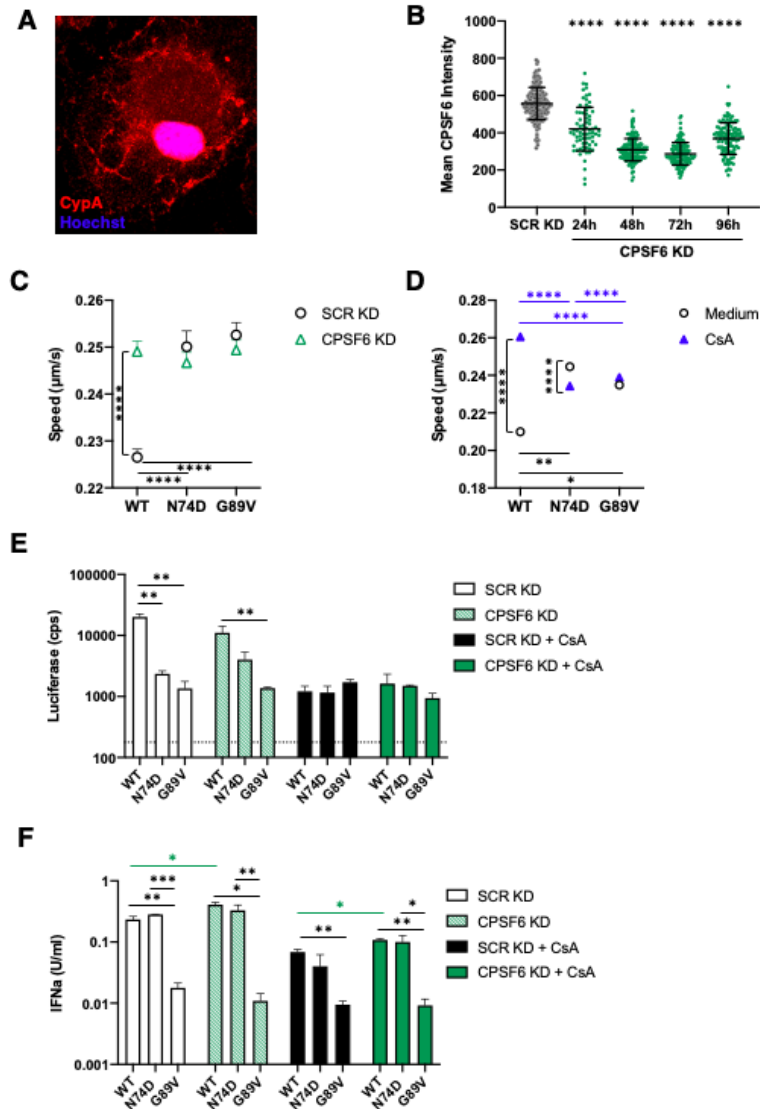 A
CypA
Hoechst
B
**** **** **** ****
Mean CPSF6 Intensity
1000
800
600
400
200
0
SCR KD 24h 48h 72h 96h
CPSF6 KD
C
SCR KD
CPSF6 KD
Speed (µm/s)
0.26
0.25
0.24
0.23
0.22
****
****
****
WT N74D G89V
D
**** ****
****
Medium
CsA
Speed (µm/s)
0.28
0.26
0.24
0.22
0.20
0.18
****
****
**
*
WT N74D G89V
E
Luciferase (cps)
100000
10000
1000
100
**
**
**
SCR KD
CPSF6 KD
SCR KD + CsA
CPSF6 KD + CsA
WT N74D G89V WT N74D G89V WT N74D G89V WT N74D G89V
F
IFNa (U/ml)
1
0.1
0.01
0.001
* ** *
*** * ** **
**
*
SCR KD
CPSF6 KD
SCR KD + CsA
CPSF6 KD + CsA
WT N74D G89V WT N74D G89V WT N74D G89V WT N74D G89V